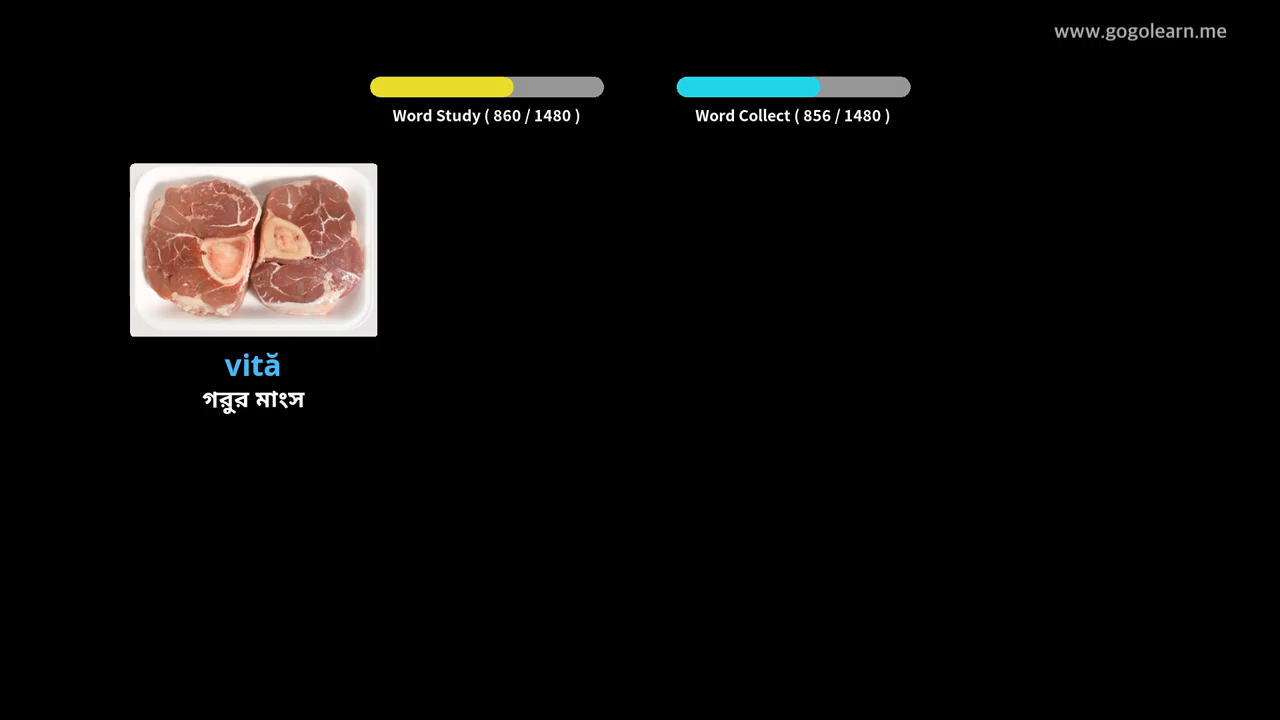 www.gogolearn.me
Word Study ( 860 / 1480 )
Word Collect ( 856 / 1480 )
vită
গরুর মাংস